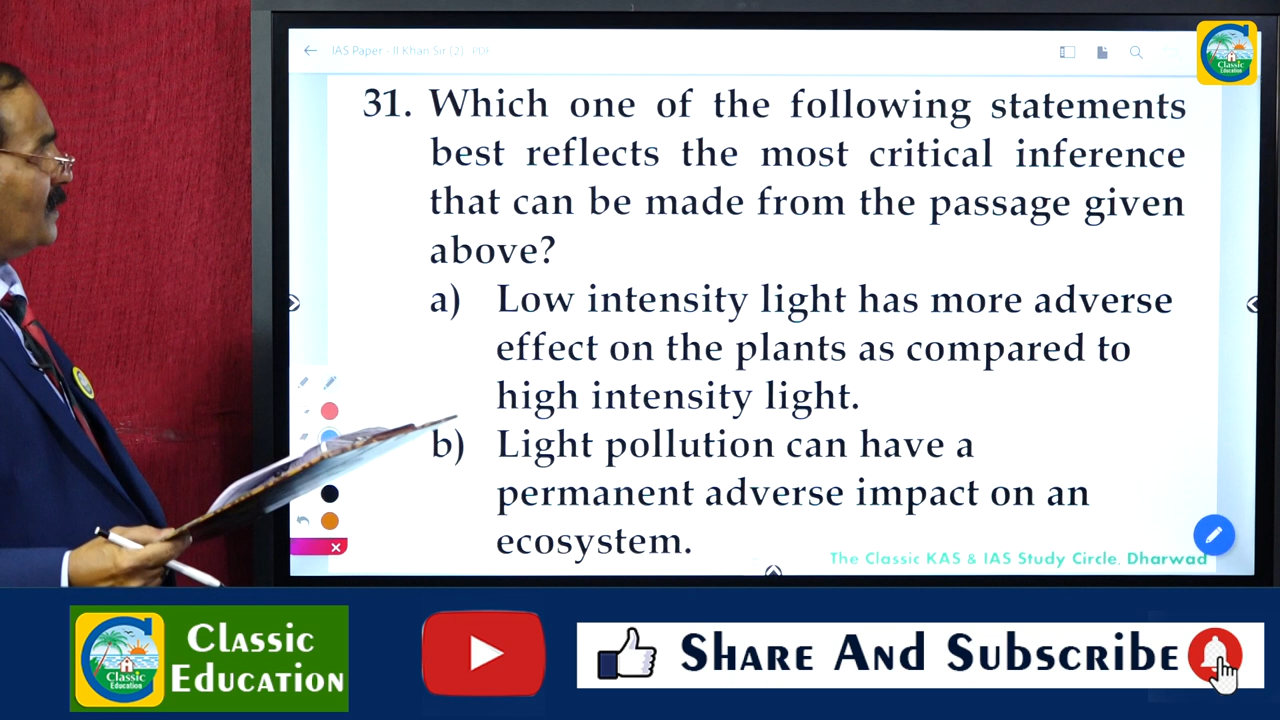 IAS Paper - II Khan Sir (2) PDF
Classic
Education
31. Which one of the following statements
best reflects the most critical inference
that can be made from the passage given
above?
a) Low intensity light has more adverse
effect on the plants as compared to
high intensity light.
b) Light pollution can have a
permanent adverse impact on an
ecosystem.
The Classic KAS & IAS Study Circle, Dharwad
Classic
Education
Classic
Education
Share And Subscribe